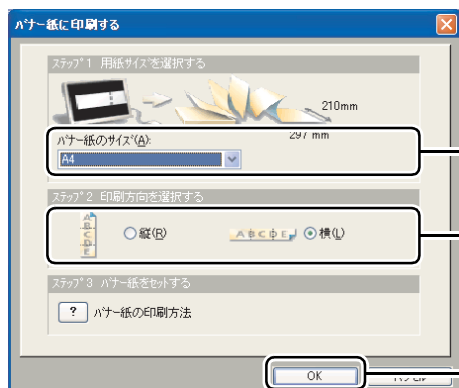 バナー紙に印刷する
ステップ1 用紙サイズを選択する
210mm
297 mm
バナー紙のサイズ(A):
A4
ステップ2 印刷方向を選択する
ABCDE
縦(R)
ABCDE
横(L)
ステップ3 バナー紙をセットする
? バナー紙の印刷方法
OK